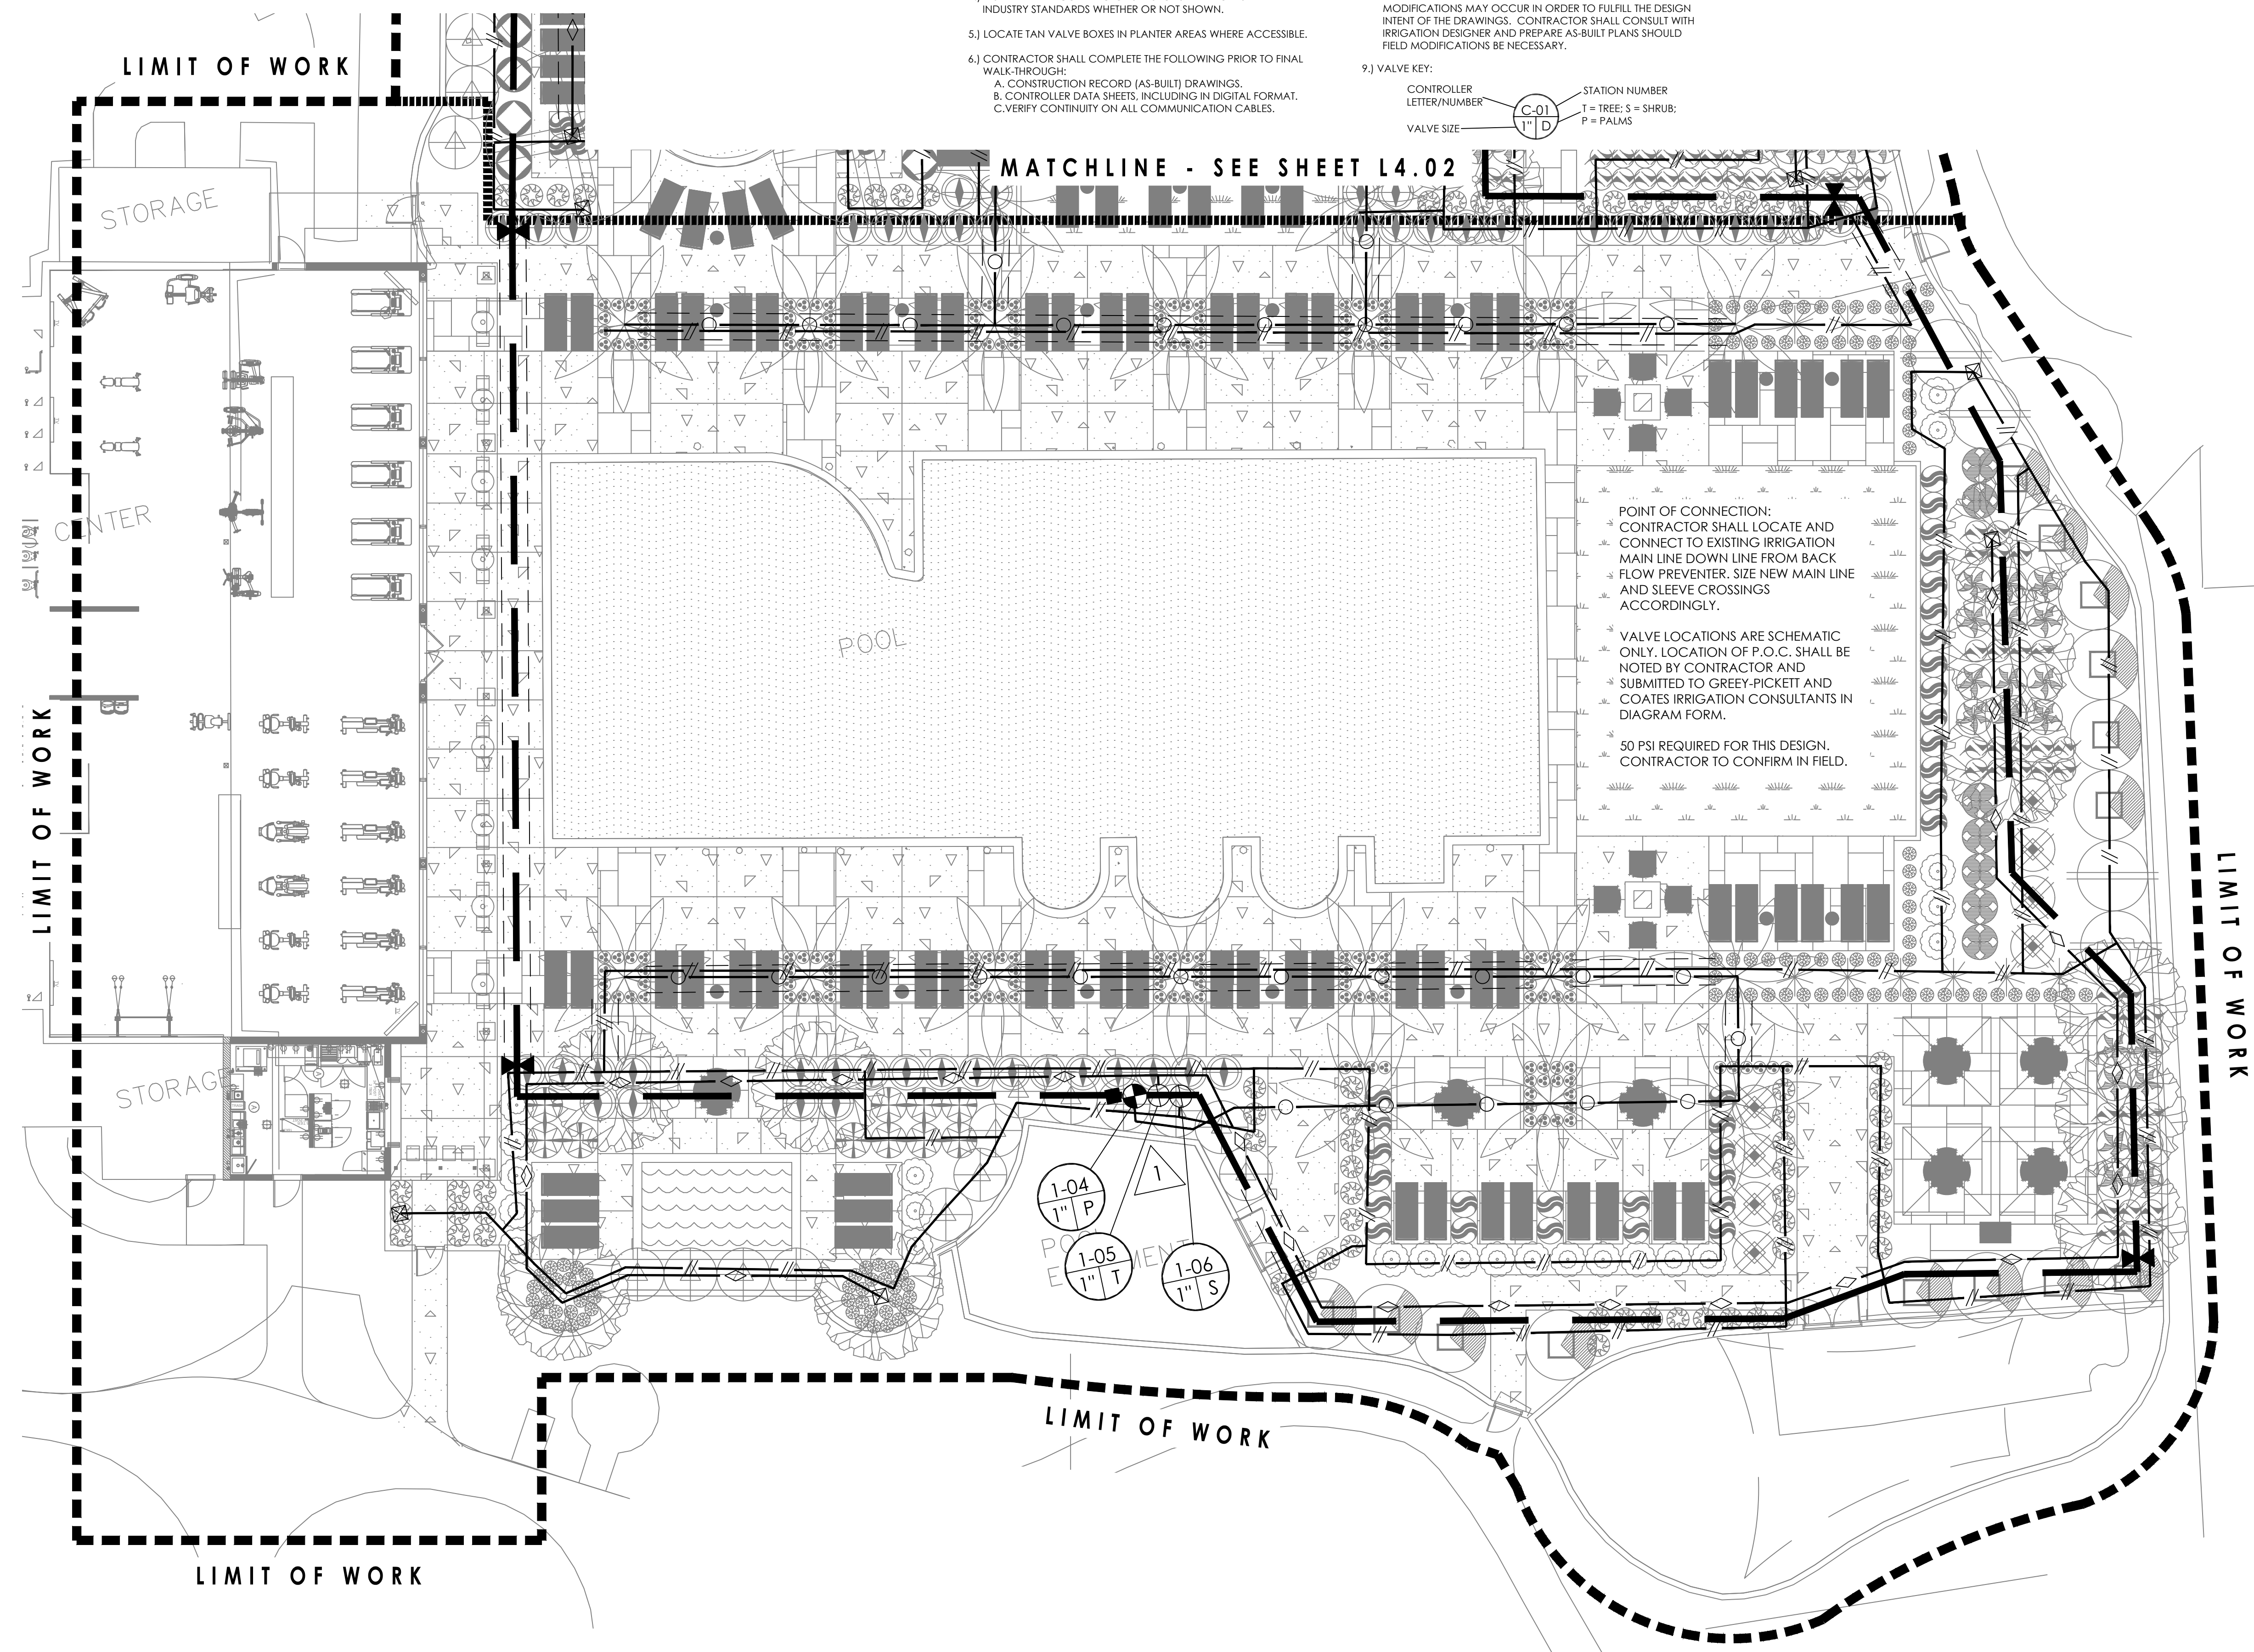 INDUSTRY STANDARDS WHETHER OR NOT SHOWN.
5.) LOCATE TAN VALVE BOXES IN PLANTER AREAS WHERE ACCESSIBLE.
6.) CONTRACTOR SHALL COMPLETE THE FOLLOWING PRIOR TO FINAL
WALK-THROUGH:
A. CONSTRUCTION RECORD (AS-BUILT) DRAWINGS.
B. CONTROLLER DATA SHEETS, INCLUDING IN DIGITAL FORMAT.
C.VERIFY CONTINUITY ON ALL COMMUNICATION CABLES.
MODIFICATIONS MAY OCCUR IN ORDER TO FULFILL THE DESIGN
INTENT OF THE DRAWINGS. CONTRACTOR SHALL CONSULT WITH
IRRIGATION DESIGNER AND PREPARE AS-BUILT PLANS SHOULD
FIELD MODIFICATIONS BE NECESSARY.
9.) VALVE KEY:
CONTROLLER
LETTER/NUMBER
VALVE SIZE
C-01
1" D
STATION NUMBER
T = TREE; S = SHRUB;
P = PALMS
LIMIT OF WORK
MATCHLINE - SEE SHEET L4.02
STORAGE
CENTER
POOL
POINT OF CONNECTION:
CONTRACTOR SHALL LOCATE AND
CONNECT TO EXISTING IRRIGATION
MAIN LINE DOWN LINE FROM BACK
FLOW PREVENTER. SIZE NEW MAIN LINE
AND SLEEVE CROSSINGS
ACCORDINGLY.
VALVE LOCATIONS ARE SCHEMATIC
ONLY. LOCATION OF P.O.C. SHALL BE
NOTED BY CONTRACTOR AND
SUBMITTED TO GREEY-PICKETT AND
COATES IRRIGATION CONSULTANTS IN
DIAGRAM FORM.
50 PSI REQUIRED FOR THIS DESIGN.
CONTRACTOR TO CONFIRM IN FIELD.
LIMIT OF WORK
LIMIT OF WORK
STORAGE
1-04
1" P
1
1-05
1" T
1-06
1" S
LIMIT OF WORK
LIMIT OF WORK